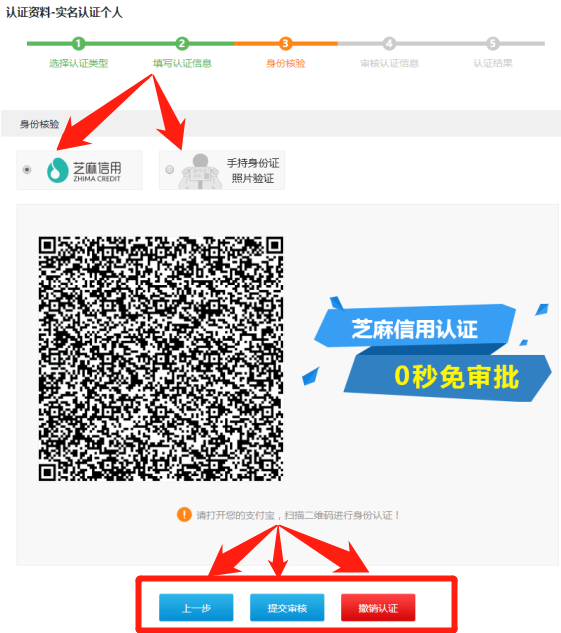 认证资料-实名认证个人
1 2 3 4 5
选择认证类型 填写认证信息 身份核验 审核认证信息 认证结果
身份核验
芝麻信用
ZHIMA CREDIT
手持身份证
照片验证
芝麻信用认证
0秒免审批
! 请打开您的支付宝，扫描二维码进行身份认证！
上一步 提交审核 撤销认证